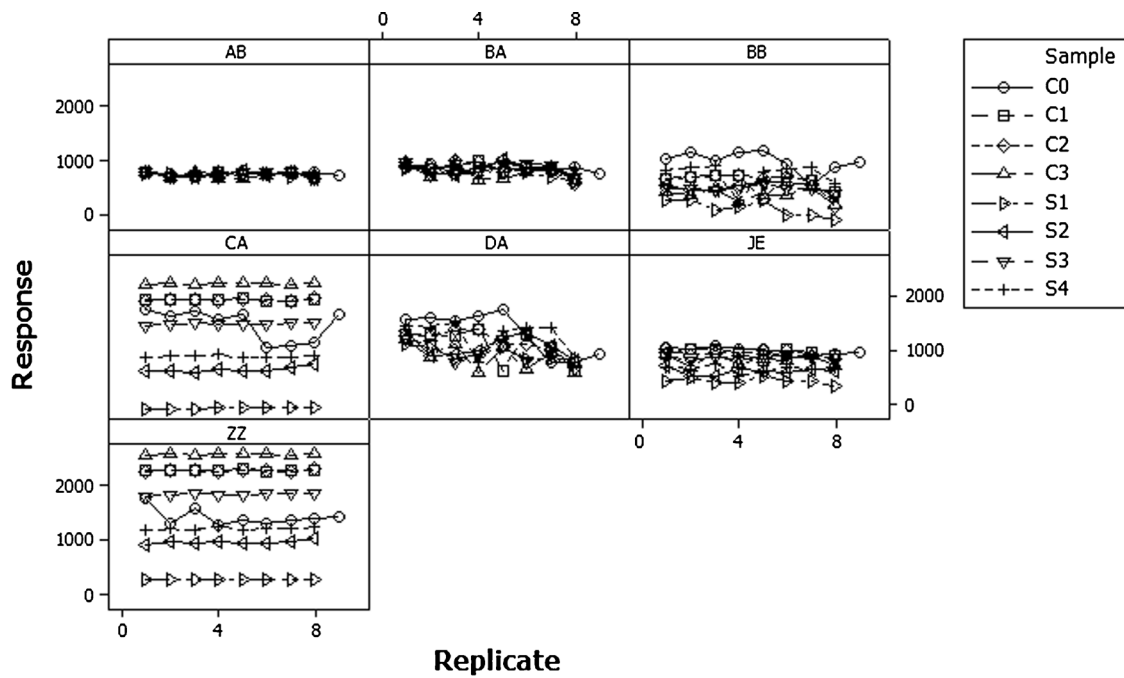 0 4 8
AB BA BB
2000
1000
0
CA DA JE
2000
1000
0
0 4 8
ZZ
2000
1000
0
0 4 8
Response
Replicate
Sample
C0
C1
C2
C3
S1
S2
S3
S4